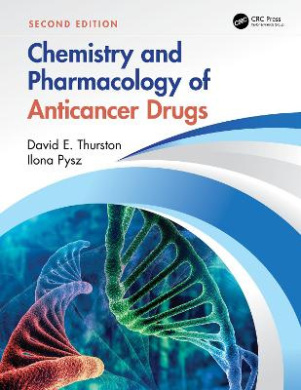 SECOND EDITION
CRC Press
Chemistry and
Pharmacology of
Anticancer Drugs
David E. Thurston
Ilona Pysz